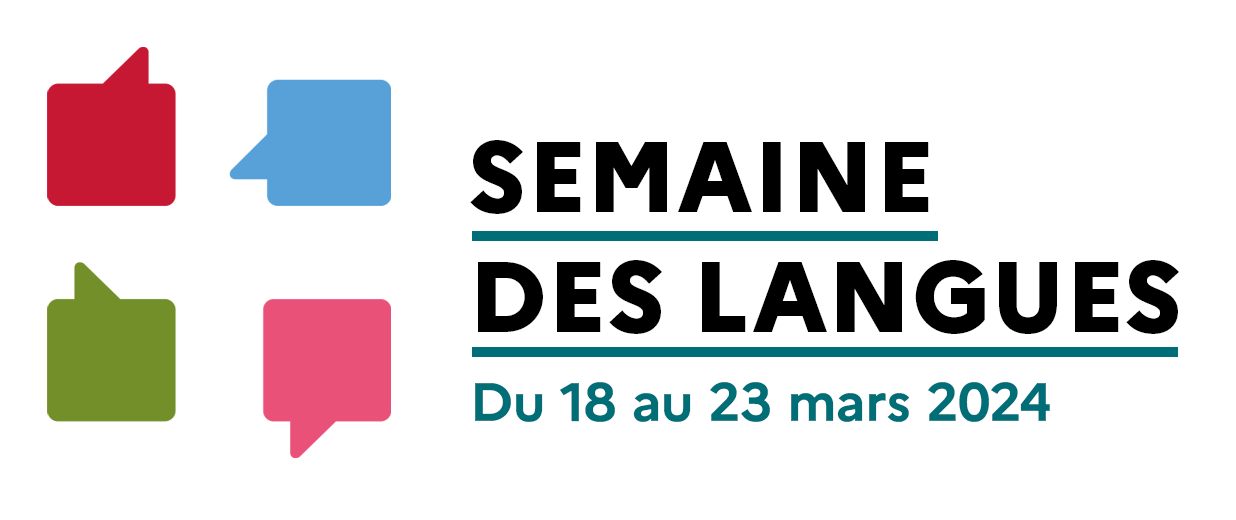 SEMAINE
DES LANGUES
Du 18 au 23 mars 2024